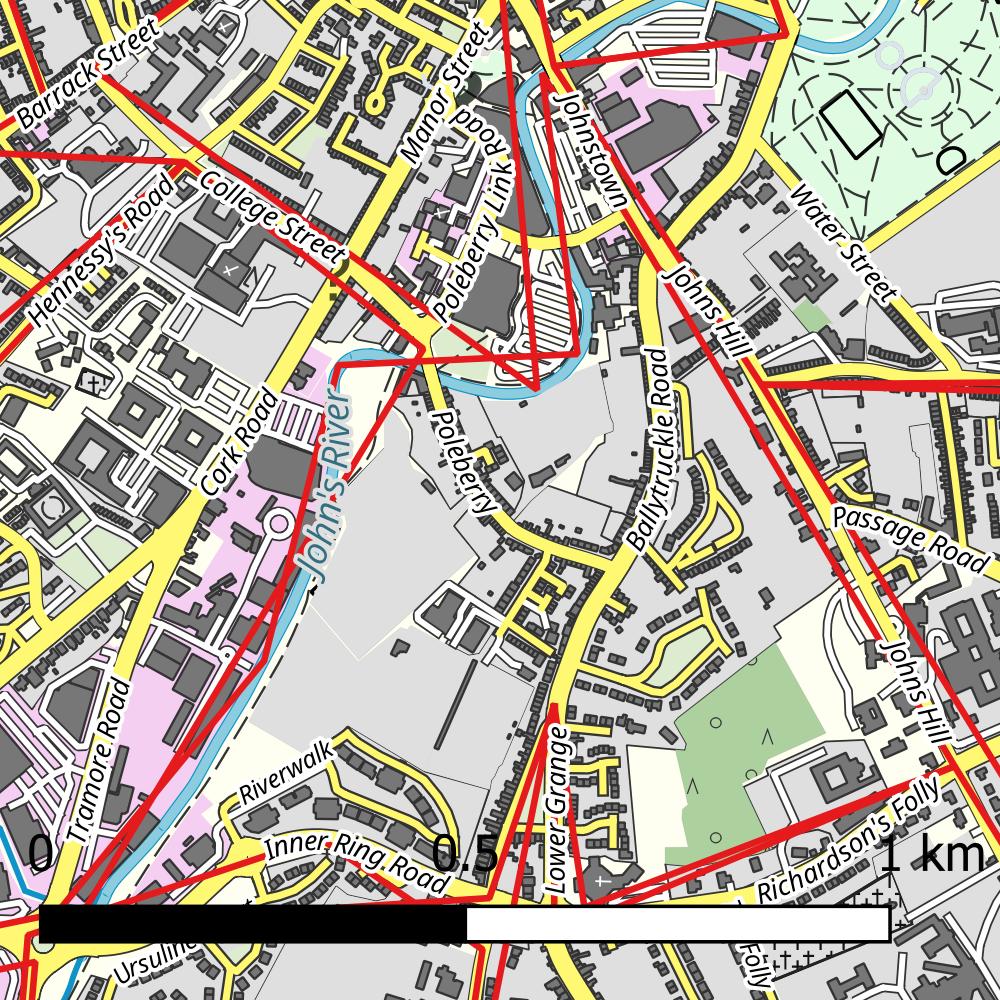 Barrack Street
Manor Street
Johnstown
Poleberry Link Road
Water Street
Hennessy's Road
College Street
Johns Hill
Cork Road
John's River
Poleberry
Ballytruckle Road
Passage Road
Johns Hill
Tramore Road
Riverwalk
Lower Grange
Inner Ring Road
Richardson's Folly
0
0.5
1 km
Ursuline
Folly